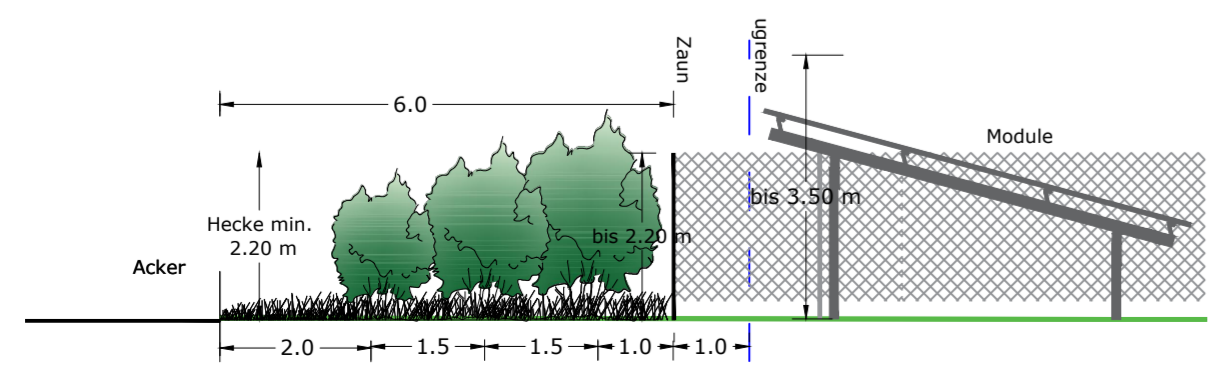 Zaun
ugrenze
6.0
Module
bis 3.50 m
Hecke min.
2.20 m
bis 2.20 m
Acker
2.0
1.5
1.5
1.0
1.0